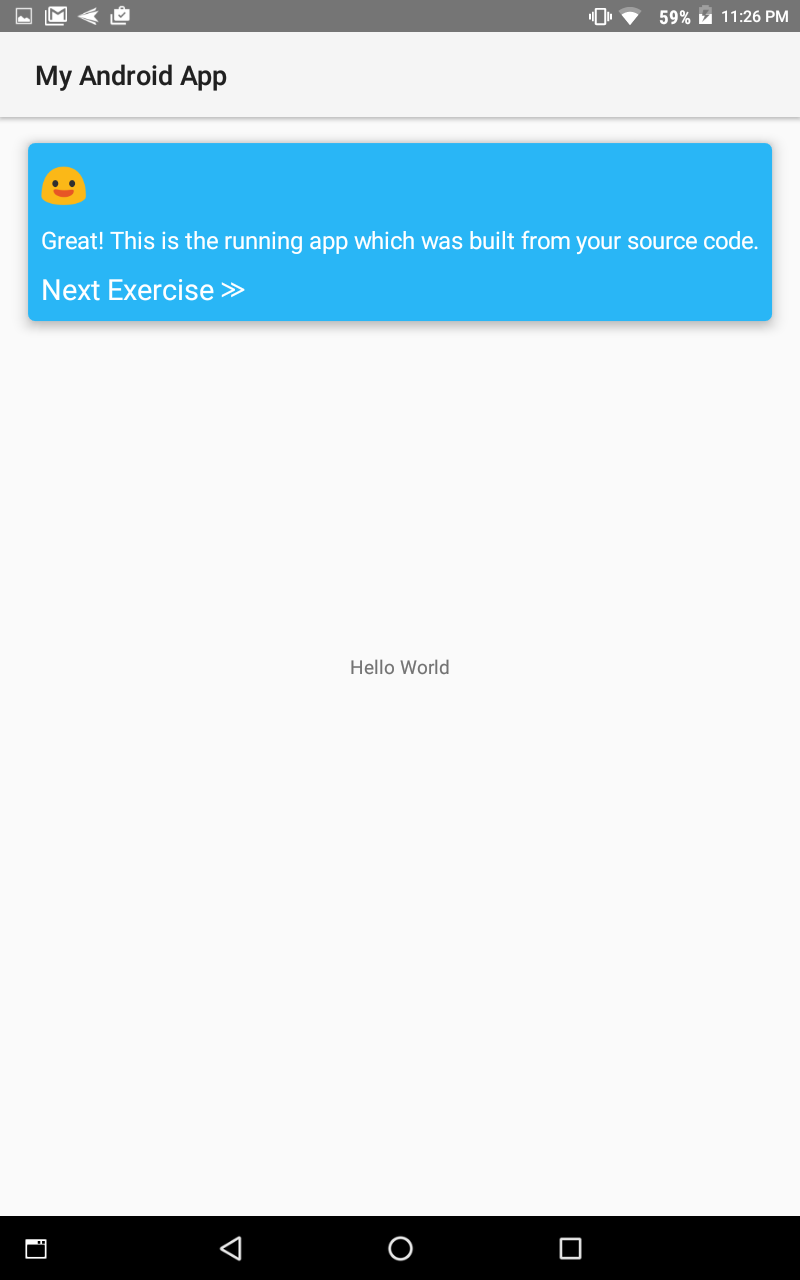 59% 11:26 PM
My Android App
Great! This is the running app which was built from your source code.
Next Exercise ≫
Hello World